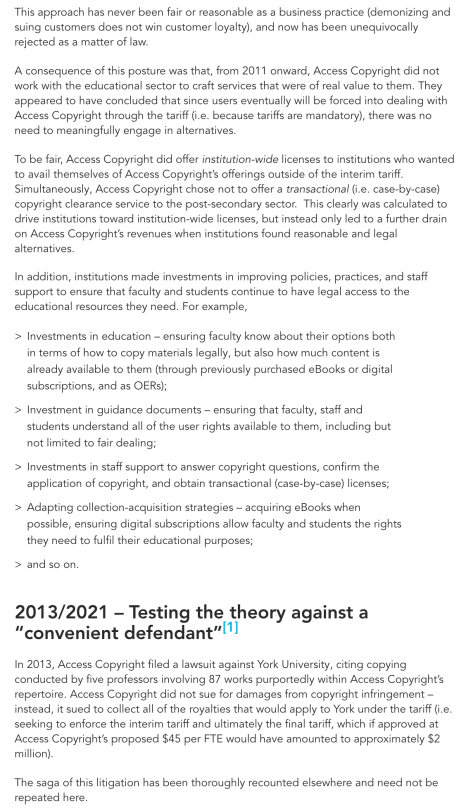 This approach has never been fair or reasonable as a business practice (demonizing and
suing customers does not win customer loyalty), and now has been unequivocally
rejected as a matter of law.
A consequence of this posture was that, from 2011 onward, Access Copyright did not
work with the educational sector to craft services that were of real value to them. They
appeared to have concluded that since users eventually will be forced into dealing with
Access Copyright through the tariff (i.e. because tariffs are mandatory), there was no
need to meaningfully engage in alternatives.
To be fair, Access Copyright did offer institution-wide licenses to institutions who wanted
to avail themselves of Access Copyright's offerings outside of the interim tariff.
Simultaneously, Access Copyright chose not to offer a transactional (i.e. case-by-case)
copyright clearance service to the post-secondary sector.  This clearly was calculated to
drive institutions toward institution-wide licenses, but instead only led to a further drain
on Access Copyright's revenues when institutions found reasonable and legal
alternatives.
In addition, institutions made investments in improving policies, practices, and staff
support to ensure that faculty and students continue to have legal access to the
educational resources they need. For example,
> Investments in education – ensuring faculty know about their options both
in terms of how to copy materials legally, but also how much content is
already available to them (through previously purchased eBooks or digital
subscriptions, and as OERs);
> Investment in guidance documents – ensuring that faculty, staff and
students understand all of the user rights available to them, including but
not limited to fair dealing;
> Investments in staff support to answer copyright questions, confirm the
application of copyright, and obtain transactional (case-by-case) licenses;
> Adapting collection-acquisition strategies – acquiring eBooks when
possible, ensuring digital subscriptions allow faculty and students the rights
they need to fulfil their educational purposes;
> and so on.
2013/2021 – Testing the theory against a
“convenient defendant”[1]
In 2013, Access Copyright filed a lawsuit against York University, citing copying
conducted by five professors involving 87 works purportedly within Access Copyright's
repertoire. Access Copyright did not sue for damages from copyright infringement –
instead, it sued to collect all of the royalties that would apply to York under the tariff (i.e.
seeking to enforce the interim tariff and ultimately the final tariff, which if approved at
Access Copyright's proposed $45 per FTE would have amounted to approximately $2
million).
The saga of this litigation has been thoroughly recounted elsewhere and need not be
repeated here.